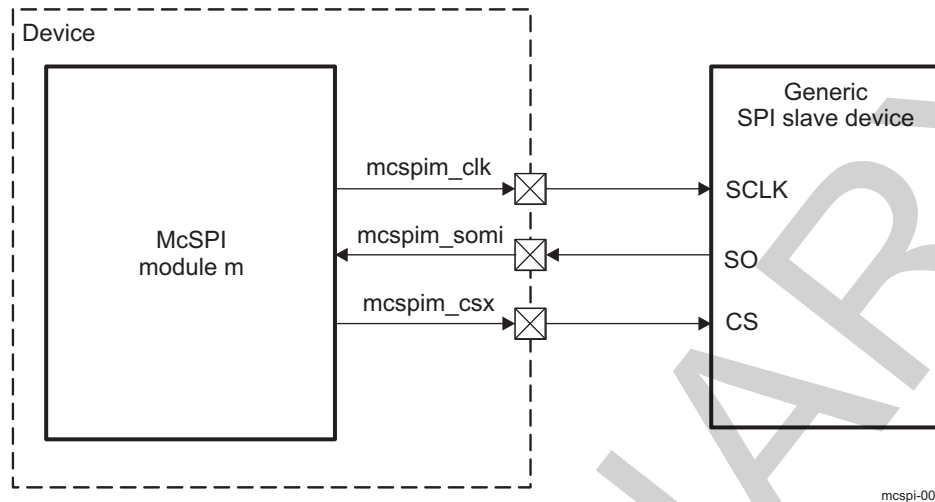 Device
Generic
SPI slave device
mcspim_clk
SCLK
McSPI
module m
mcspim_somi
SO
mcspim_csx
CS
mcspi-00